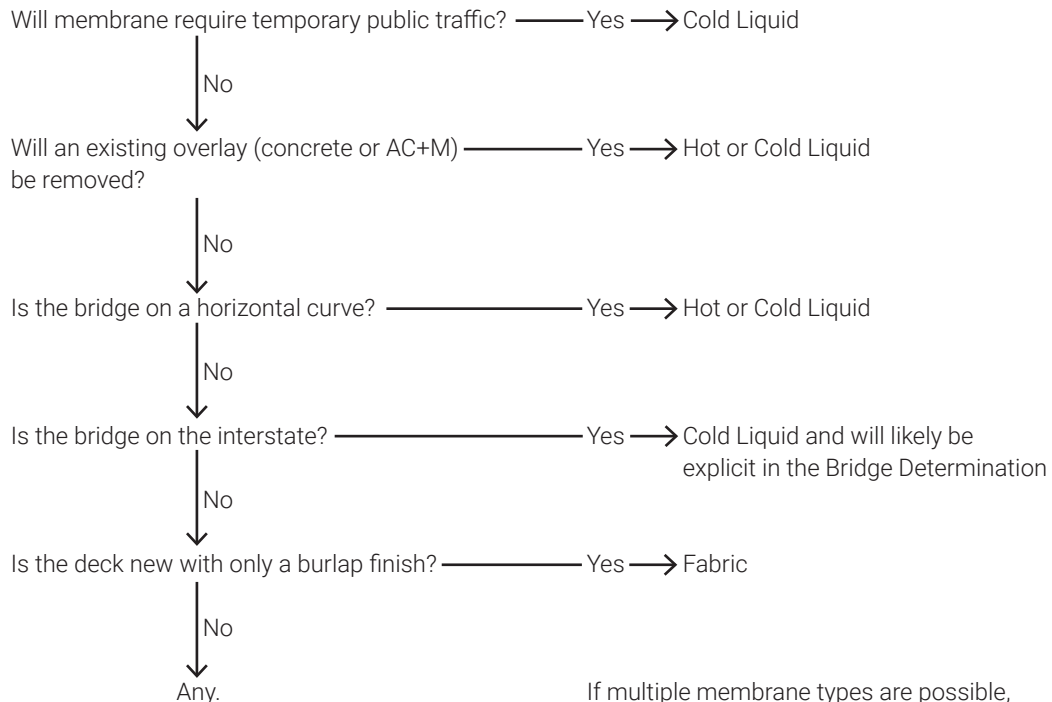 Will membrane require temporary public traffic? Yes Cold Liquid
No
Will an existing overlay (concrete or AC+M) Yes Hot or Cold Liquid
be removed?
No
Is the bridge on a horizontal curve? Yes Hot or Cold Liquid
No
Is the bridge on the interstate? Yes Cold Liquid and will likely be
explicit in the Bridge Determination
No
Is the deck new with only a burlap finish? Yes Fabric
No
Any. If multiple membrane types are possible,